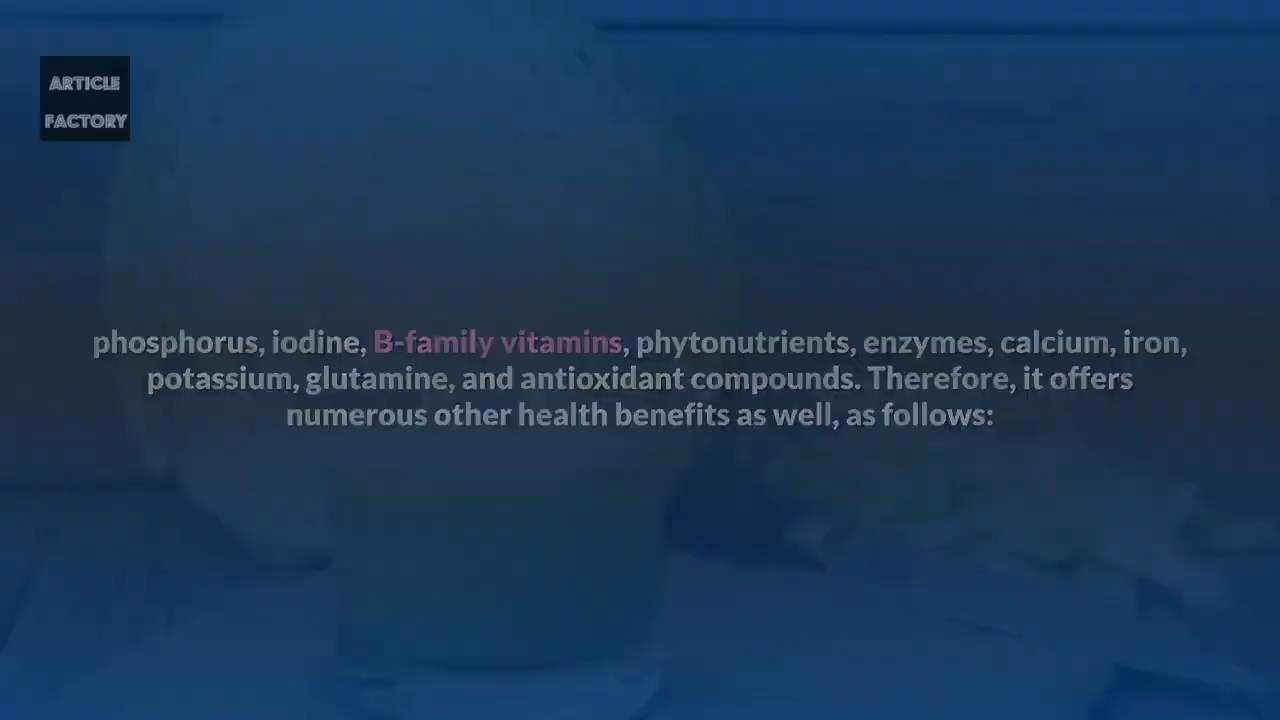 ARTICLE
FACTORY
phosphorus, iodine, B-family vitamins, phytonutrients, enzymes, calcium, iron,
potassium, glutamine, and antioxidant compounds. Therefore, it offers
numerous other health benefits as well, as follows: